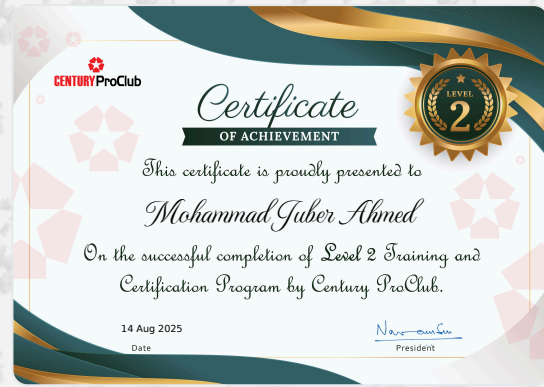 CENTURY ProClub
Certificate
OF ACHIEVEMENT
LEVEL
2
This certificate is proudly presented to
Mohammad Juber Ahmed
On the successful completion of Level 2 Training and
Certification Program by Century ProClub.
14 Aug 2025
Date
President